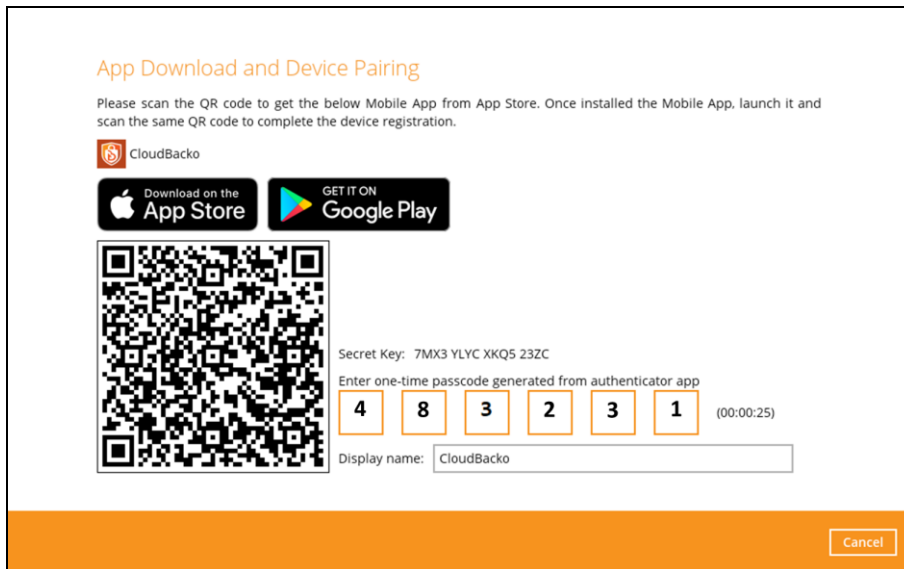 App Download and Device Pairing
Please scan the QR code to get the below Mobile App from App Store. Once installed the Mobile App, launch it and
scan the same QR code to complete the device registration.
CloudBacko
Download on the
App Store
GET IT ON
Google Play
Secret Key: 7MX3 YLYC XKQ5 23ZC
Enter one-time passcode generated from authenticator app
4 8 3 2 3 1 (00:00:25)
Display name: CloudBacko
Cancel